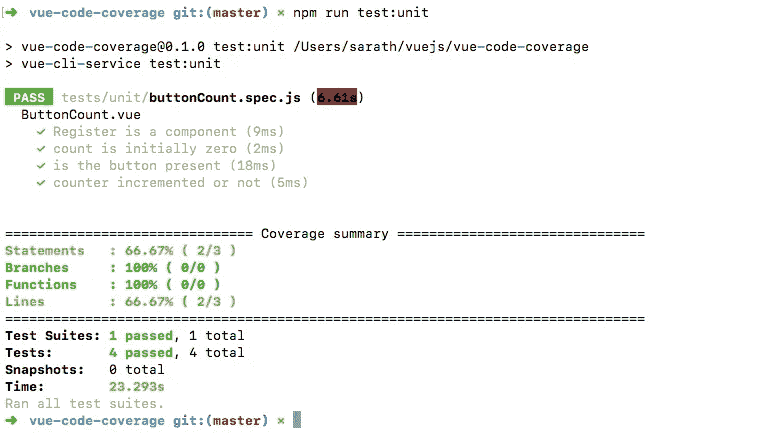 ➜ vue-code-coverage git:(master) × npm run test:unit
> vue-code-coverage@0.1.0 test:unit /Users/sarath/vuejs/vue-code-coverage
> vue-cli-service test:unit
PASS tests/unit/buttonCount.spec.js (6.61s)
ButtonCount.vue
✓ Register is a component (9ms)
✓ count is initially zero (2ms)
✓ is the button present (18ms)
✓ counter incremented or not (5ms)
=============================== Coverage summary ===============================
Statements : 66.67% ( 2/3 )
Branches : 100% ( 0/0 )
Functions : 100% ( 0/0 )
Lines : 66.67% ( 2/3 )
================================================================================
Test Suites: 1 passed, 1 total
Tests: 4 passed, 4 total
Snapshots: 0 total
Time: 23.293s
Ran all test suites.
➜ vue-code-coverage git:(master) ×